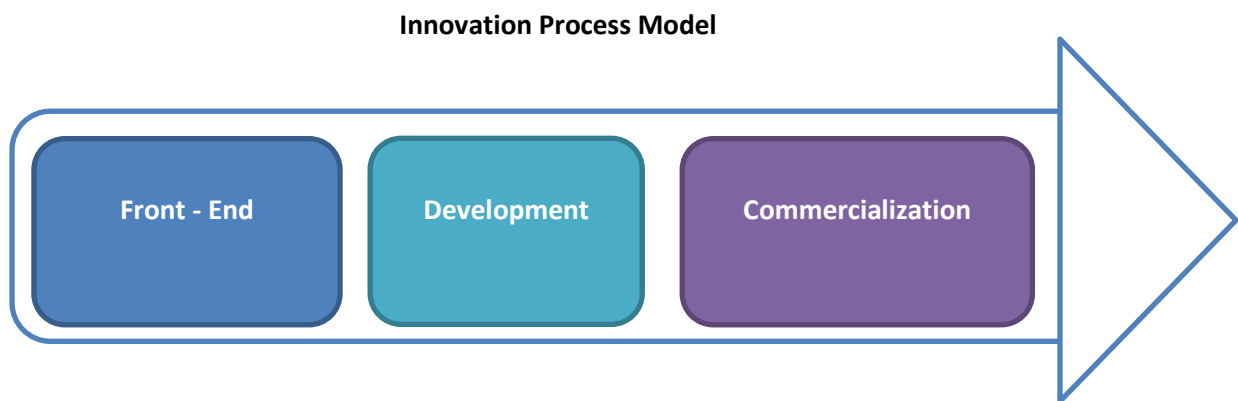 Innovation Process Model
Front - End
Development
Commercialization